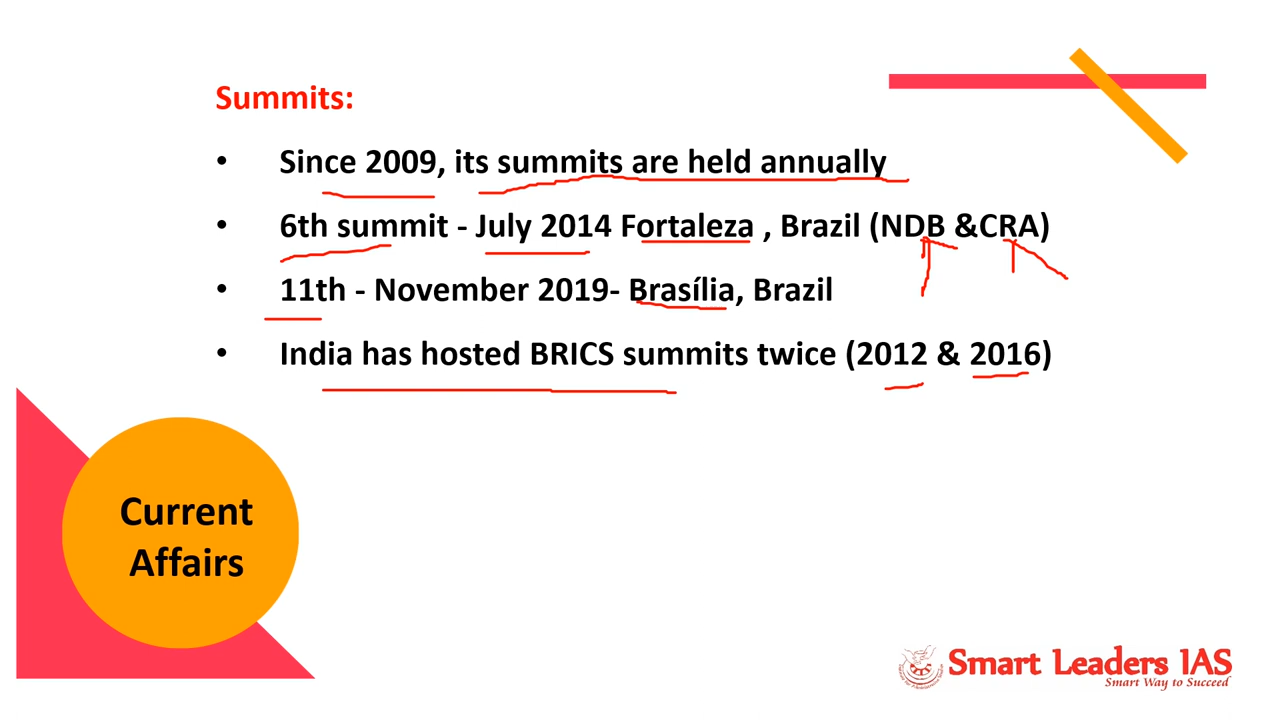 Summits:
• Since 2009, its summits are held annually
• 6th summit - July 2014 Fortaleza , Brazil (NDB &CRA)
• 11th - November 2019- Brasília, Brazil
• India has hosted BRICS summits twice (2012 & 2016)
Current
Affairs
Smart Leaders IAS
Smart Way to Succeed